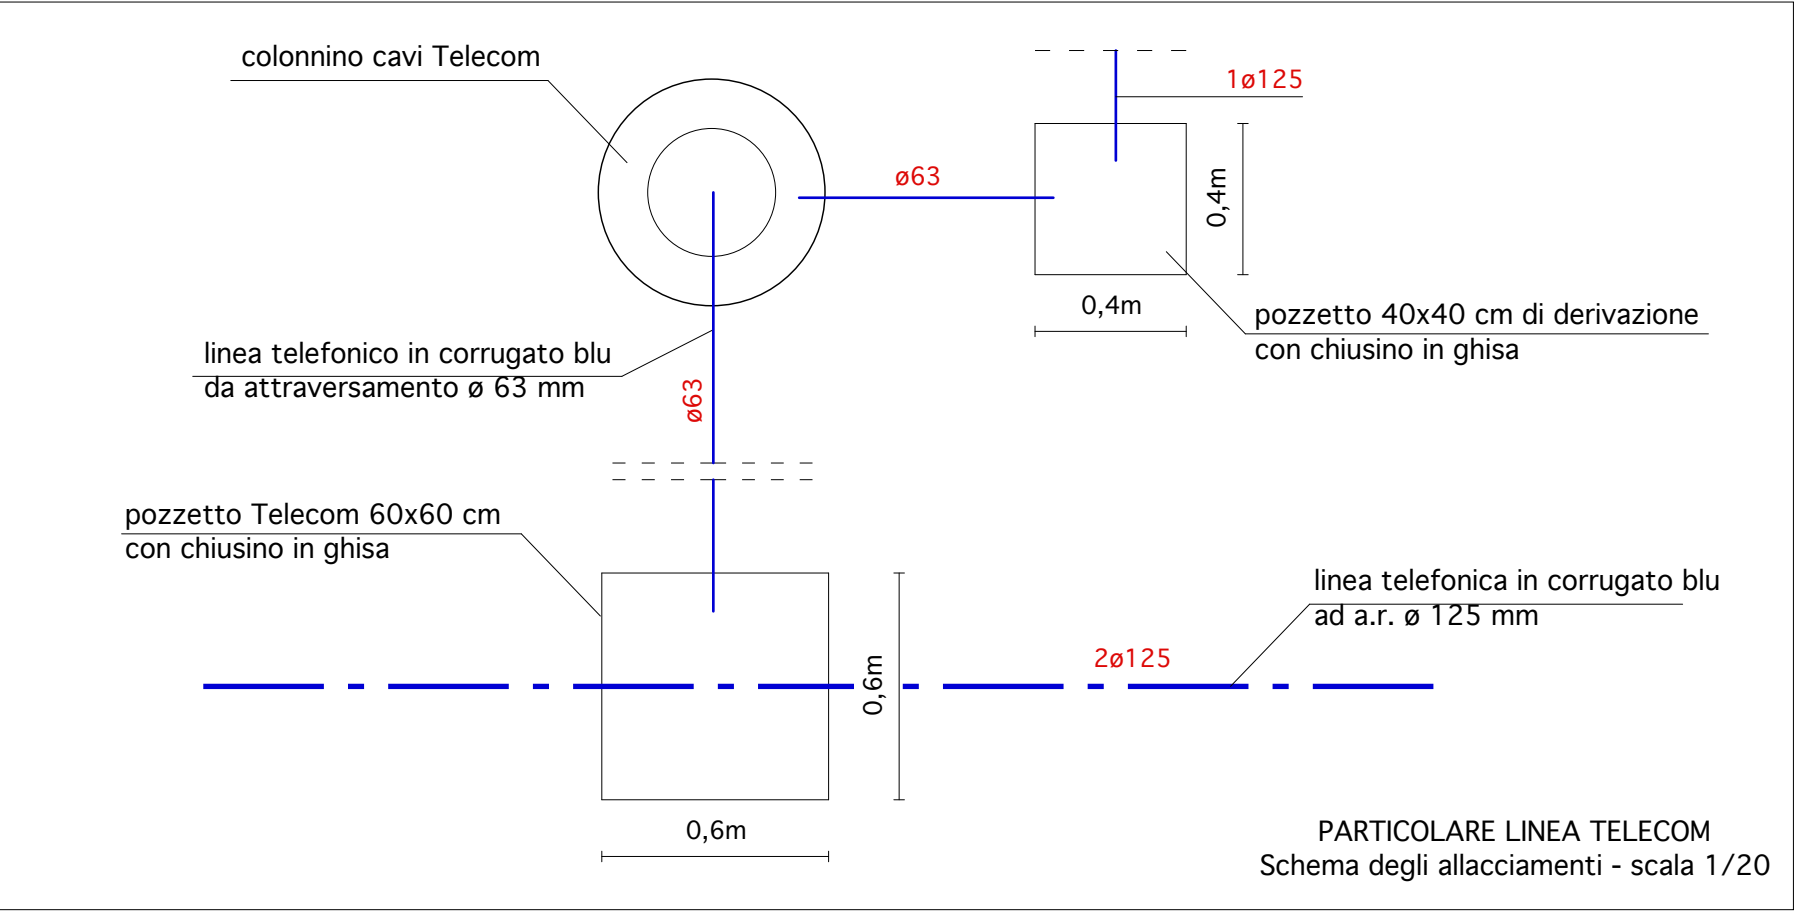 colonnino cavi Telecom
1ø125
ø63
0,4m
0,4m
pozzetto 40x40 cm di derivazione
con chiusino in ghisa
linea telefonico in corrugato blu
da attraversamento ø 63 mm
ø63
pozzetto Telecom 60x60 cm
con chiusino in ghisa
linea telefonica in corrugato blu
ad a.r. ø 125 mm
2ø125
0,6m
0,6m
PARTICOLARE LINEA TELECOM
Schema degli allacciamenti - scala 1/20